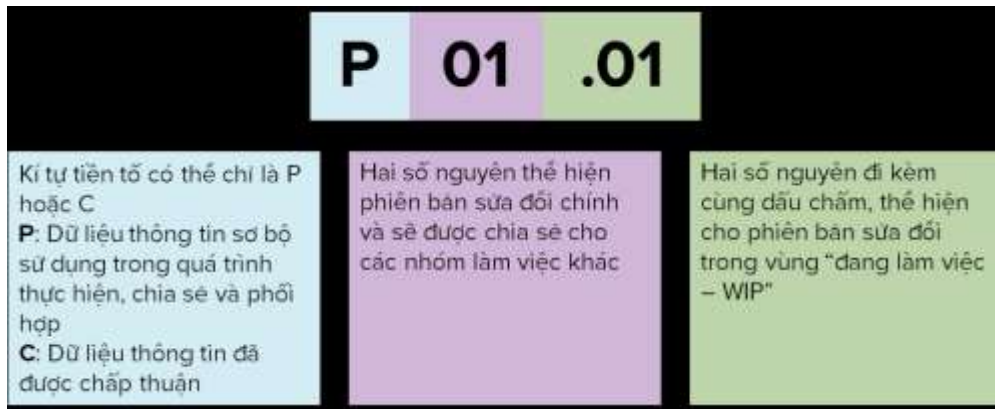 P 01 .01
Kí tự tiền tố có thể chỉ là P
hoặc C
P: Dữ liệu thông tin sơ bộ
sử dụng trong quá trình
thực hiện, chia sẻ và phối
hợp
C: Dữ liệu thông tin đã
được chấp thuận
Hai số nguyên thể hiện
phiên bản sửa đổi chính
và sẽ được chia sẻ cho
các nhóm làm việc khác
Hai số nguyên đi kèm
cùng dấu chấm, thể hiện
cho phiên bản sửa đổi
trong vùng “đang làm việc
– WIP”